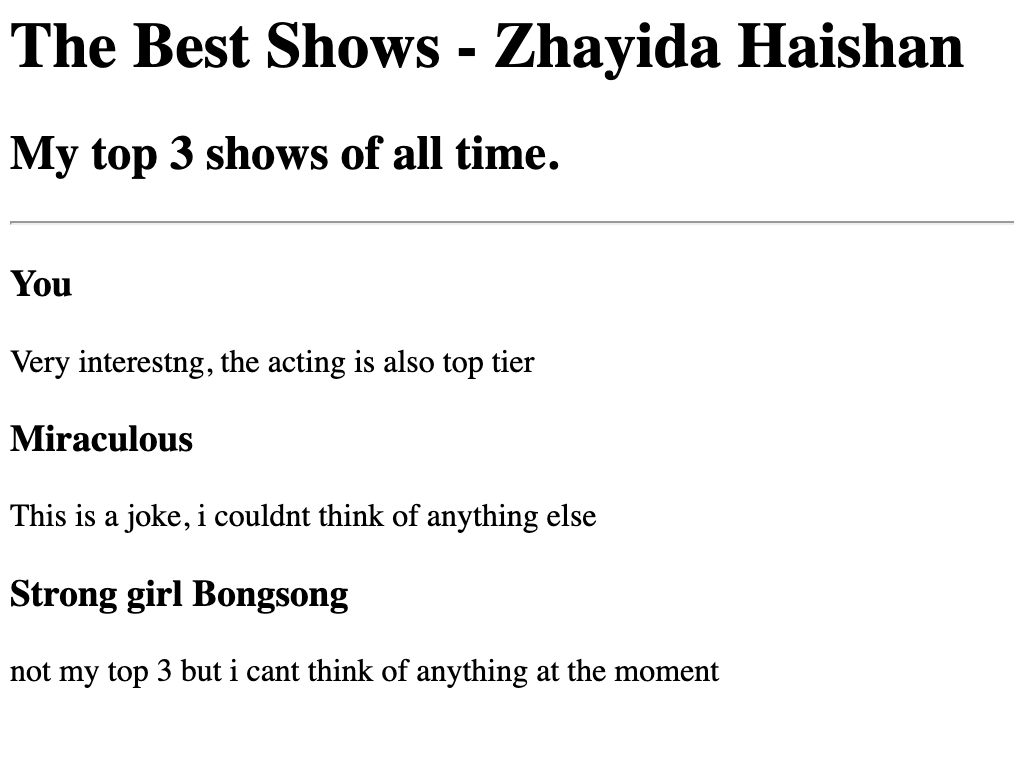 The Best Shows - Zhayida Haishan
My top 3 shows of all time.
You
Very interestng, the acting is also top tier
Miraculous
This is a joke, i couldnt think of anything else
Strong girl Bongsong
not my top 3 but i cant think of anything at the moment